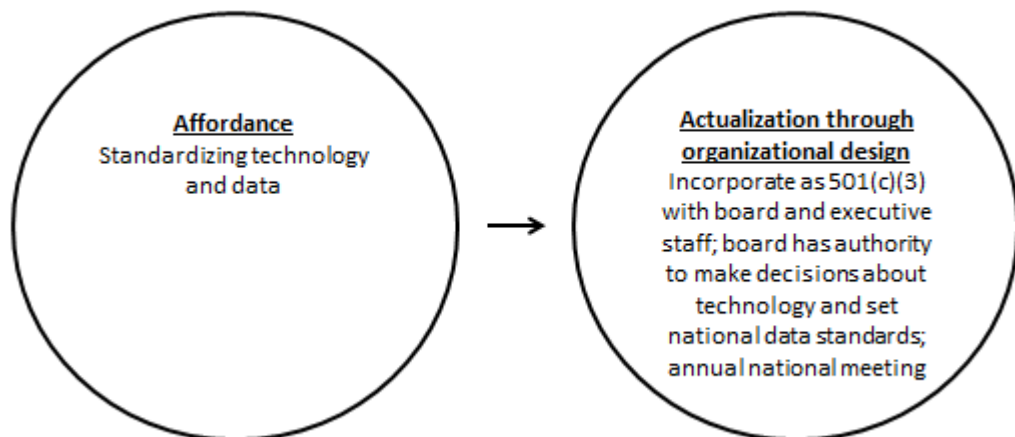 Affordance
Standardizing technology
and data
Actualization through
organizational design
Incorporate as 501(c)(3)
with board and executive
staff; board has authority
to make decisions about
technology and set
national data standards;
annual national meeting